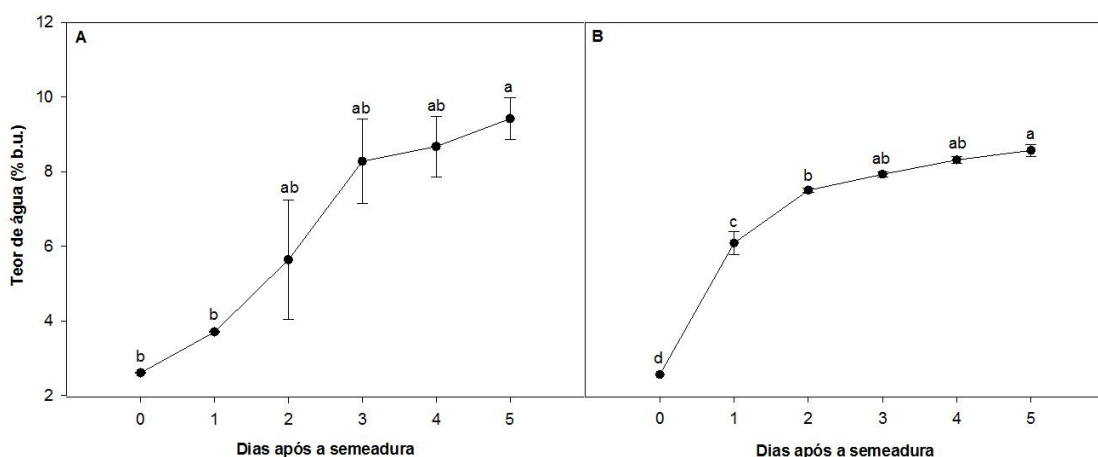 12
10
8
6
4
2
Teor de água (% b.u.)
A
b
b
ab
ab
ab
a
0 1 2 3 4 5
Dias após a semeadura
B
d
c
b
ab
ab
a
0 1 2 3 4 5
Dias após a semeadura